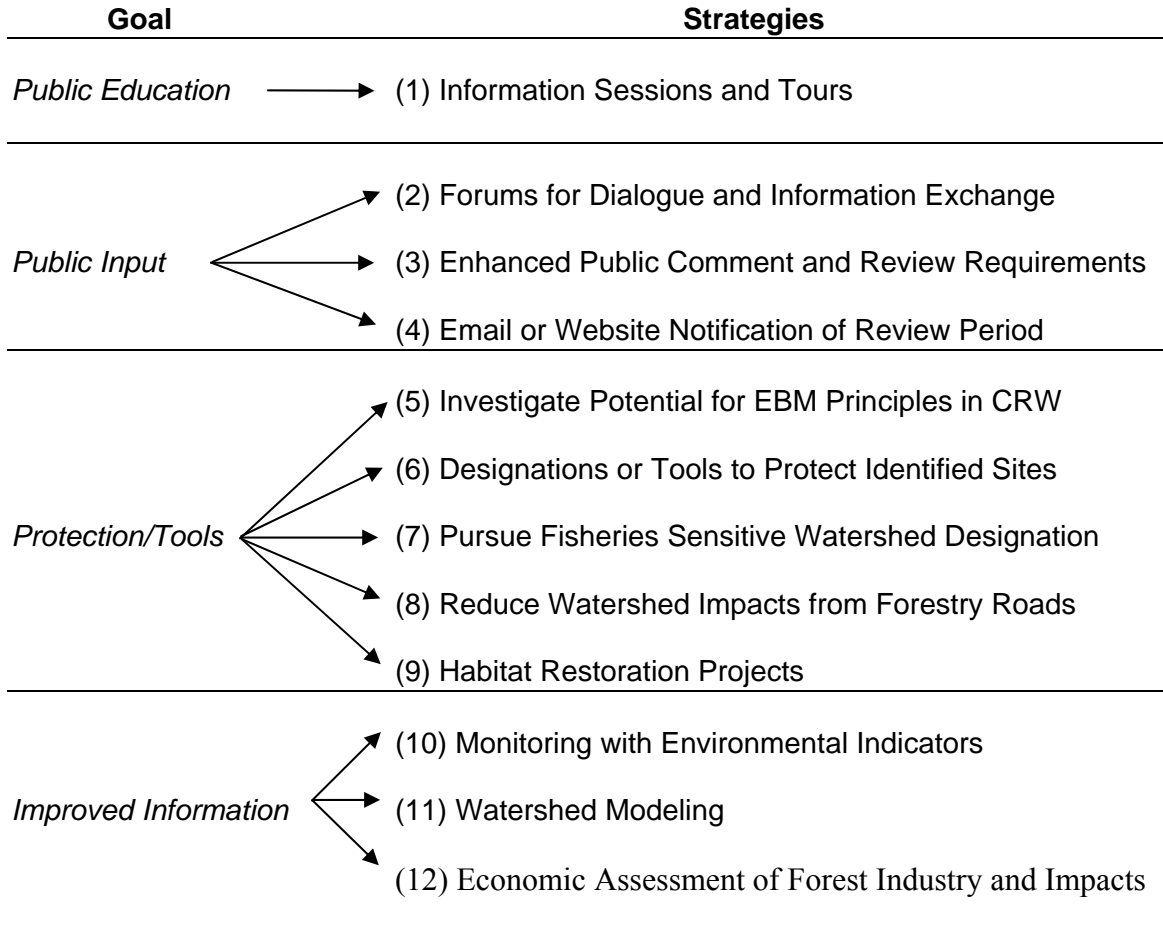 Goal Strategies
Public Education (1) Information Sessions and Tours
(2) Forums for Dialogue and Information Exchange
Public Input (3) Enhanced Public Comment and Review Requirements
(4) Email or Website Notification of Review Period
(5) Investigate Potential for EBM Principles in CRW
(6) Designations or Tools to Protect Identified Sites
Protection/Tools (7) Pursue Fisheries Sensitive Watershed Designation
(8) Reduce Watershed Impacts from Forestry Roads
(9) Habitat Restoration Projects
(10) Monitoring with Environmental Indicators
Improved Information (11) Watershed Modeling
(12) Economic Assessment of Forest Industry and Impacts